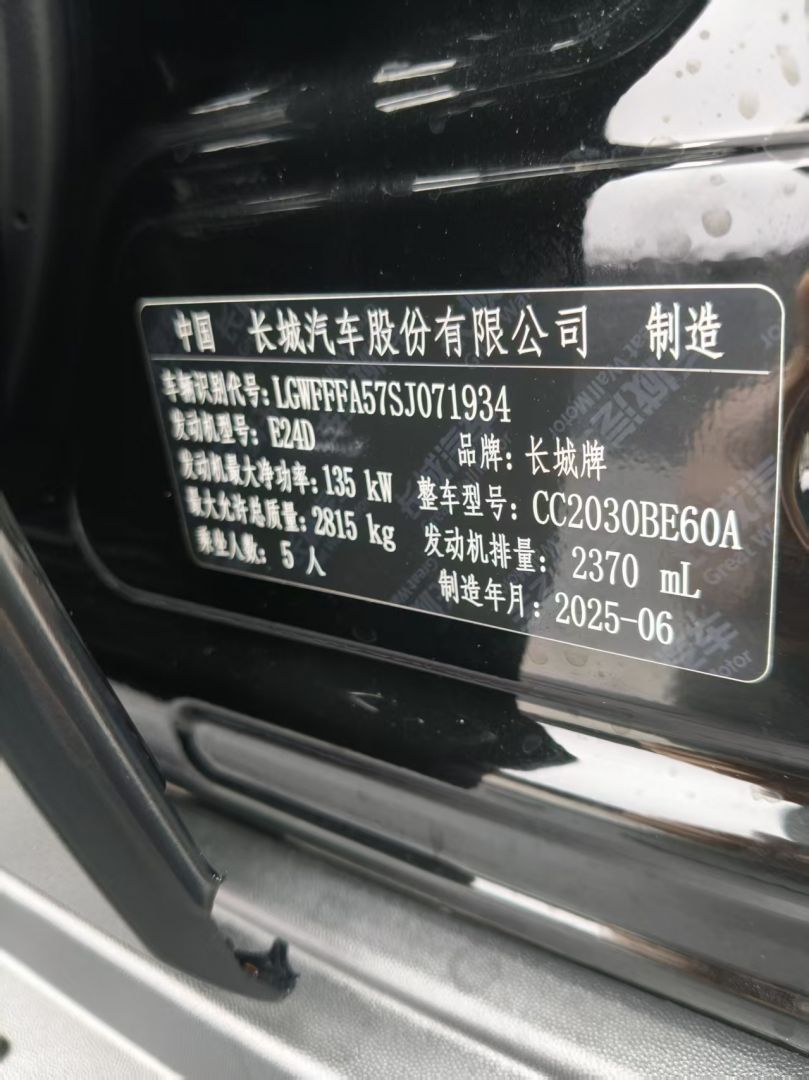 中国 长城汽车股份有限公司 制造
车辆识别代号：LGWFFFA57SJ071934
发动机型号：E24D 品牌：长城牌
发动机最大净功率：135 kW 整车型号：CC2030BE60A
最大允许总质量：2815 kg 发动机排量：2370 mL
乘坐人数：5 人 制造年月：2025-06